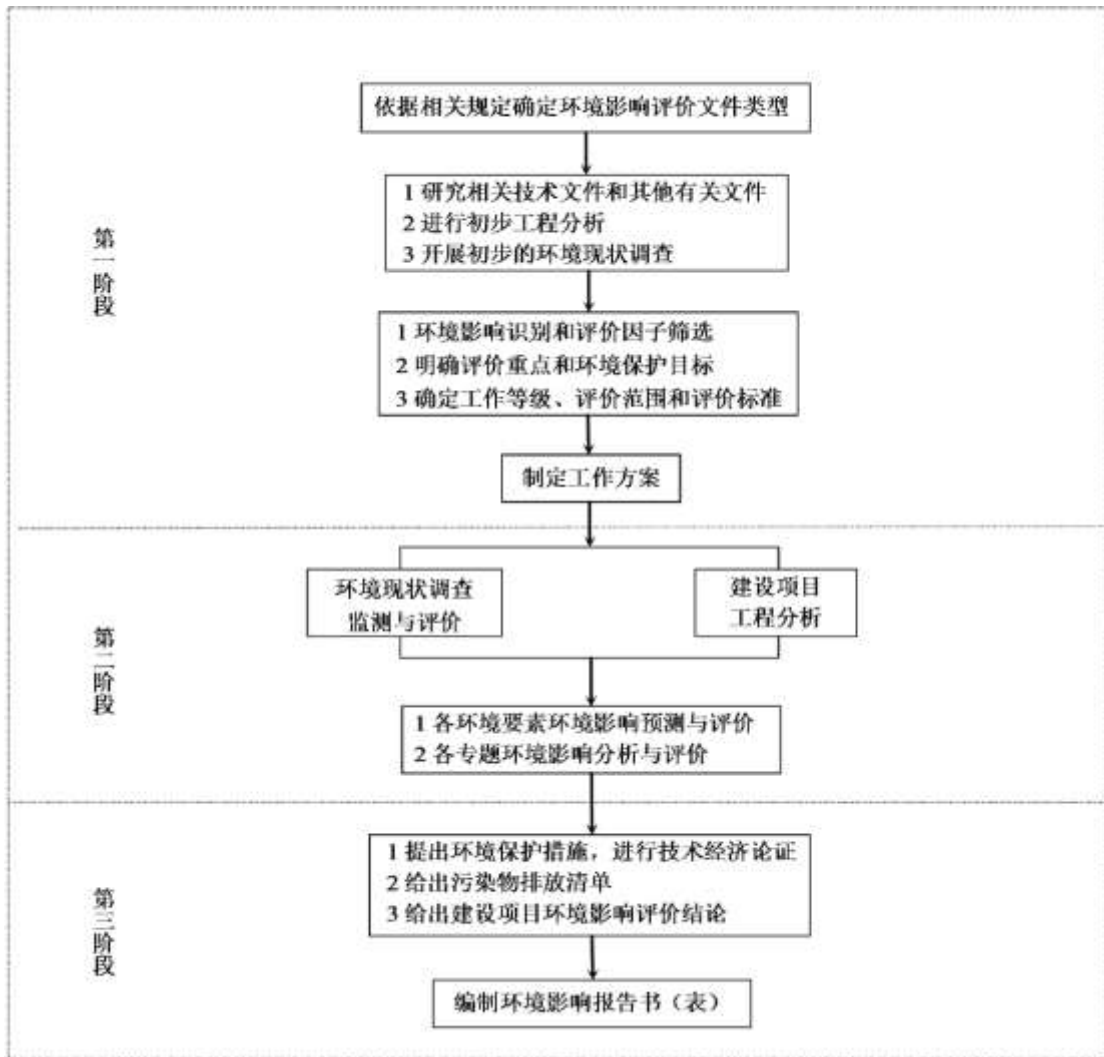 依据相关规定确定环境影响评价文件类型
1 研究相关技术文件和其他有关文件
2 进行初步工程分析
3 开展初步的环境现状调查
第一阶段
1 环境影响识别和评价因子筛选
2 明确评价重点和环境保护目标
3 确定工作等级、评价范围和评价标准
制定工作方案
环境现状调查
监测与评价
建设项目
工程分析
第二阶段
1 各环境要素环境影响预测与评价
2 各专题环境影响分析与评价
1 提出环境保护措施，进行技术经济论证
2 给出污染物排放清单
3 给出建设项目环境影响评价结论
第三阶段
编制环境影响报告书（表）